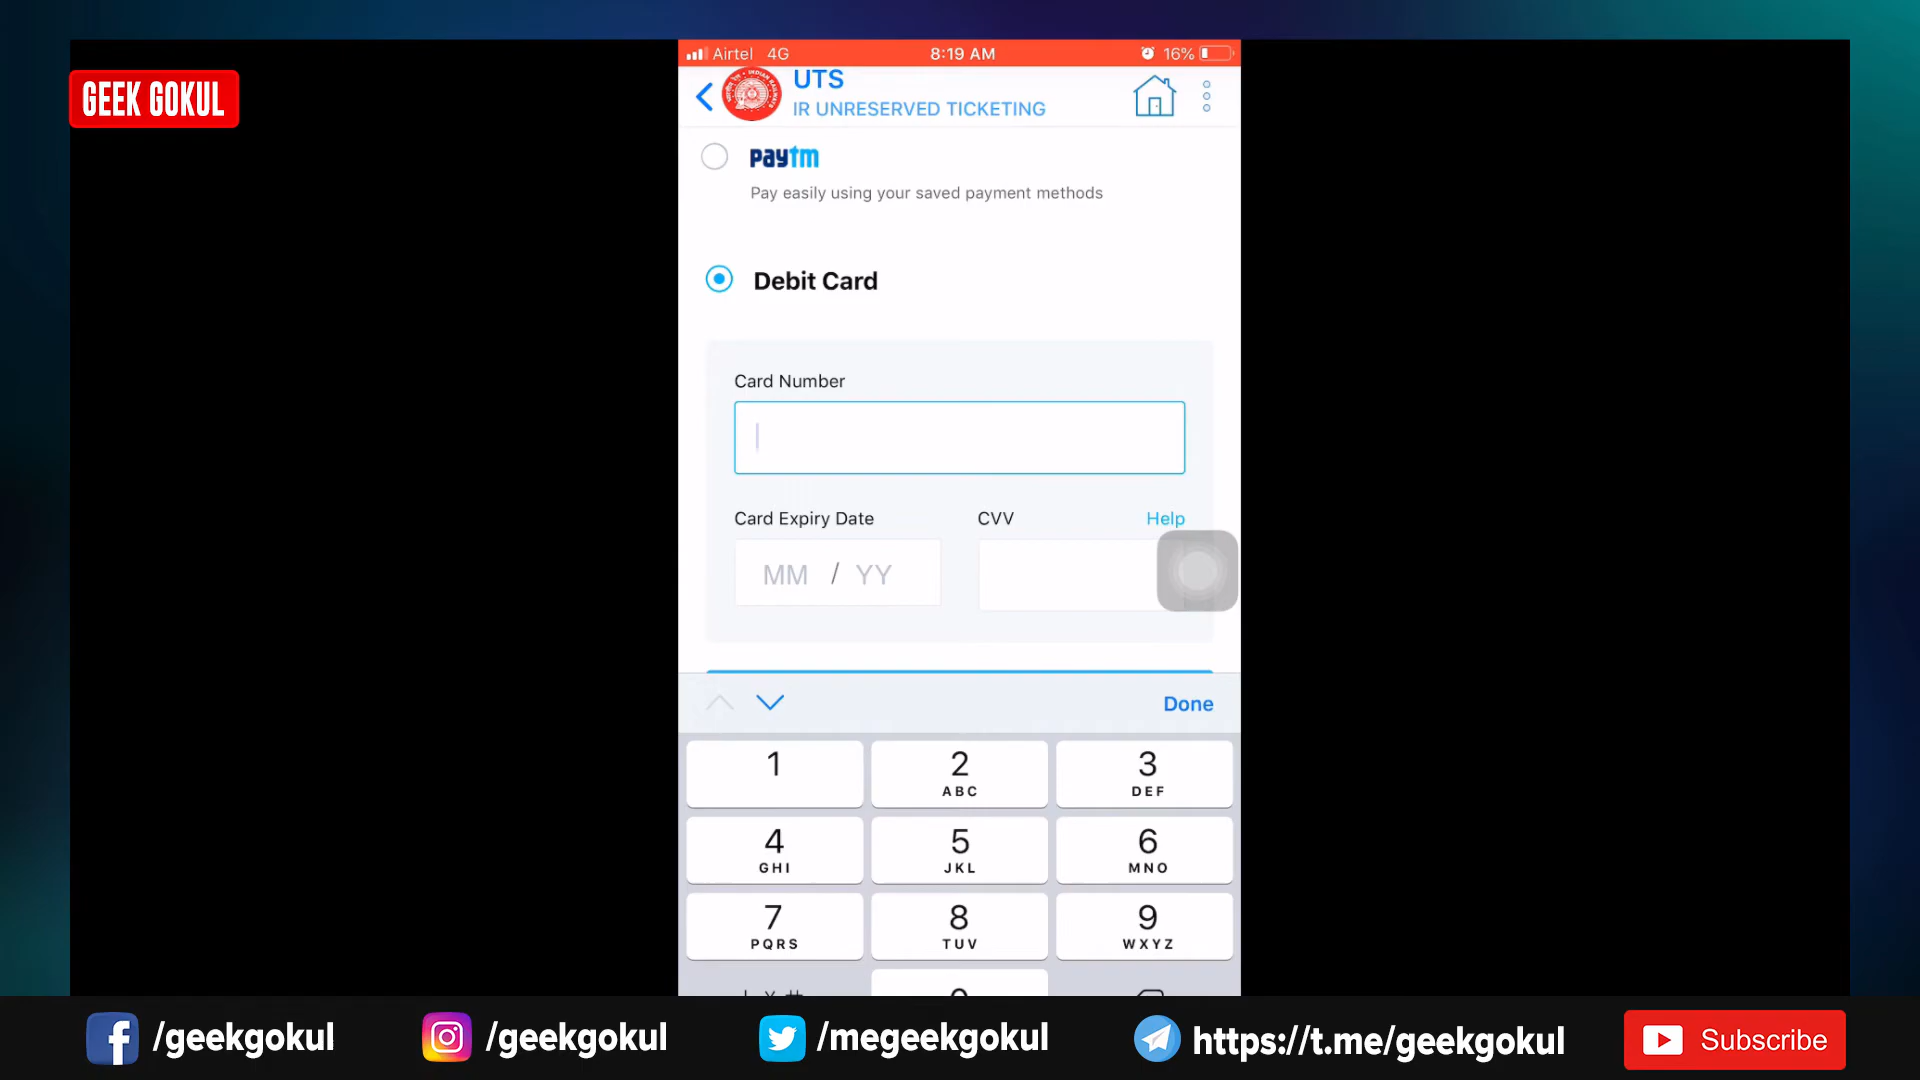 GEEK GOKUL
Airtel 4G 8:19 AM 16%
UTS
IR UNRESERVED TICKETING
paytm
Pay easily using your saved payment methods
Debit Card
Card Number
Card Expiry Date CVV Help
MM / YY
Done
1 2 3
ABC DEF
4 5 6
GHI JKL MNO
7 8 9
PQRS TUV WXYZ
/geekgokul /geekgokul /megeekgokul https://t.me/geekgokul Subscribe